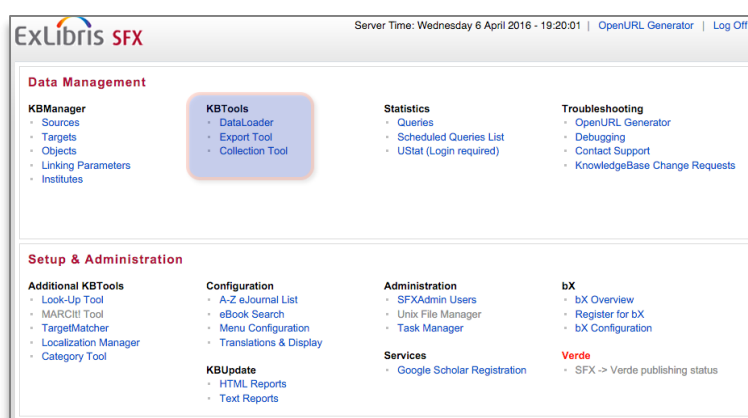 ExLibris SFX
Server Time: Wednesday 6 April 2016 - 19:20:01 | OpenURL Generator | Log Off
Data Management
KBManager
Sources
Targets
Objects
Linking Parameters
Institutes
KBTools
DataLoader
Export Tool
Collection Tool
Statistics
Queries
Scheduled Queries List
UStat (Login required)
Troubleshooting
OpenURL Generator
Debugging
Contact Support
KnowledgeBase Change Requests
Setup & Administration
Additional KBTools
Look-Up Tool
MARCIt! Tool
TargetMatcher
Localization Manager
Category Tool
Configuration
A-Z eJournal List
eBook Search
Menu Configuration
Translations & Display
KBUpdate
HTML Reports
Text Reports
Administration
SFXAdmin Users
Unix File Manager
Task Manager
Services
Google Scholar Registration
bX
bX Overview
Register for bX
bX Configuration
Verde
SFX -> Verde publishing status